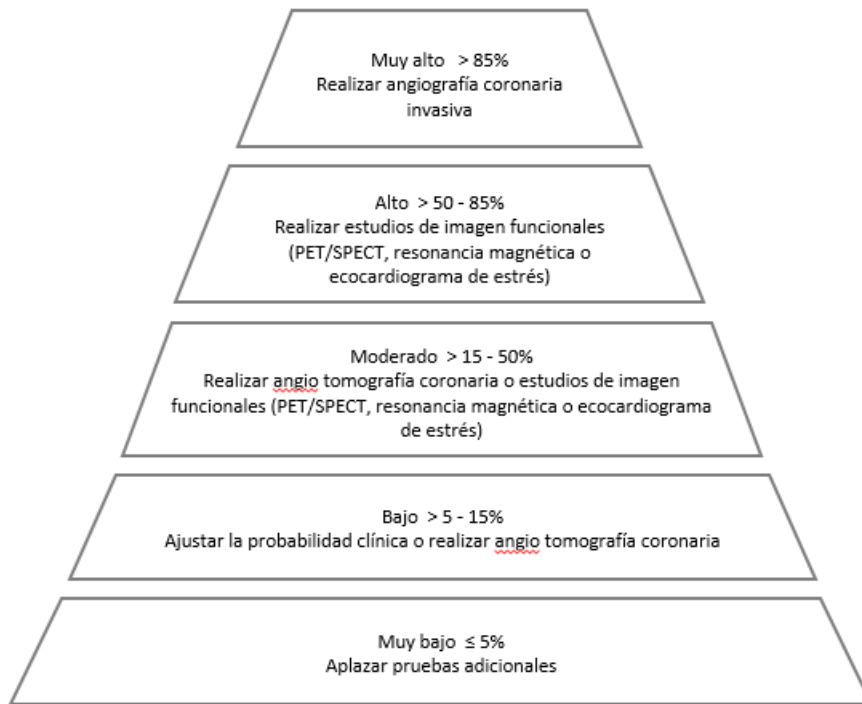 Muy alto > 85%
Realizar angiografía coronaria
invasiva
Alto > 50 - 85%
Realizar estudios de imagen funcionales
(PET/SPECT, resonancia magnética o
ecocardiograma de estrés)
Moderado > 15 - 50%
Realizar angio tomografía coronaria o estudios de imagen
funcionales (PET/SPECT, resonancia magnética o ecocardiograma
de estrés)
Bajo > 5 - 15%
Ajustar la probabilidad clínica o realizar angio tomografía coronaria
Muy bajo ≤ 5%
Aplazar pruebas adicionales